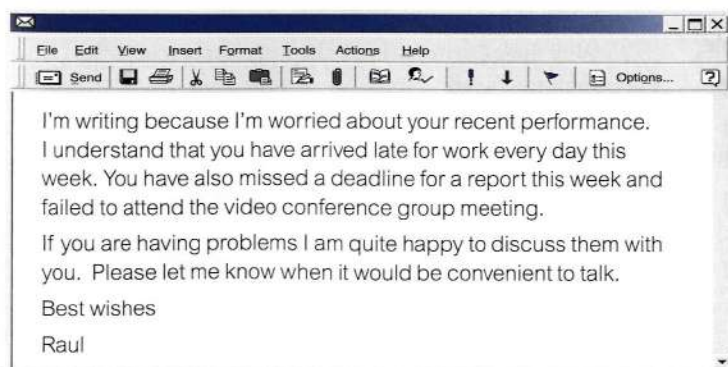 File Edit View Insert Format Tools Actions Help
Send Options...
I'm writing because I'm worried about your recent performance.
I understand that you have arrived late for work every day this
week. You have also missed a deadline for a report this week and
failed to attend the video conference group meeting.
If you are having problems I am quite happy to discuss them with
you. Please let me know when it would be convenient to talk.
Best wishes
Raul